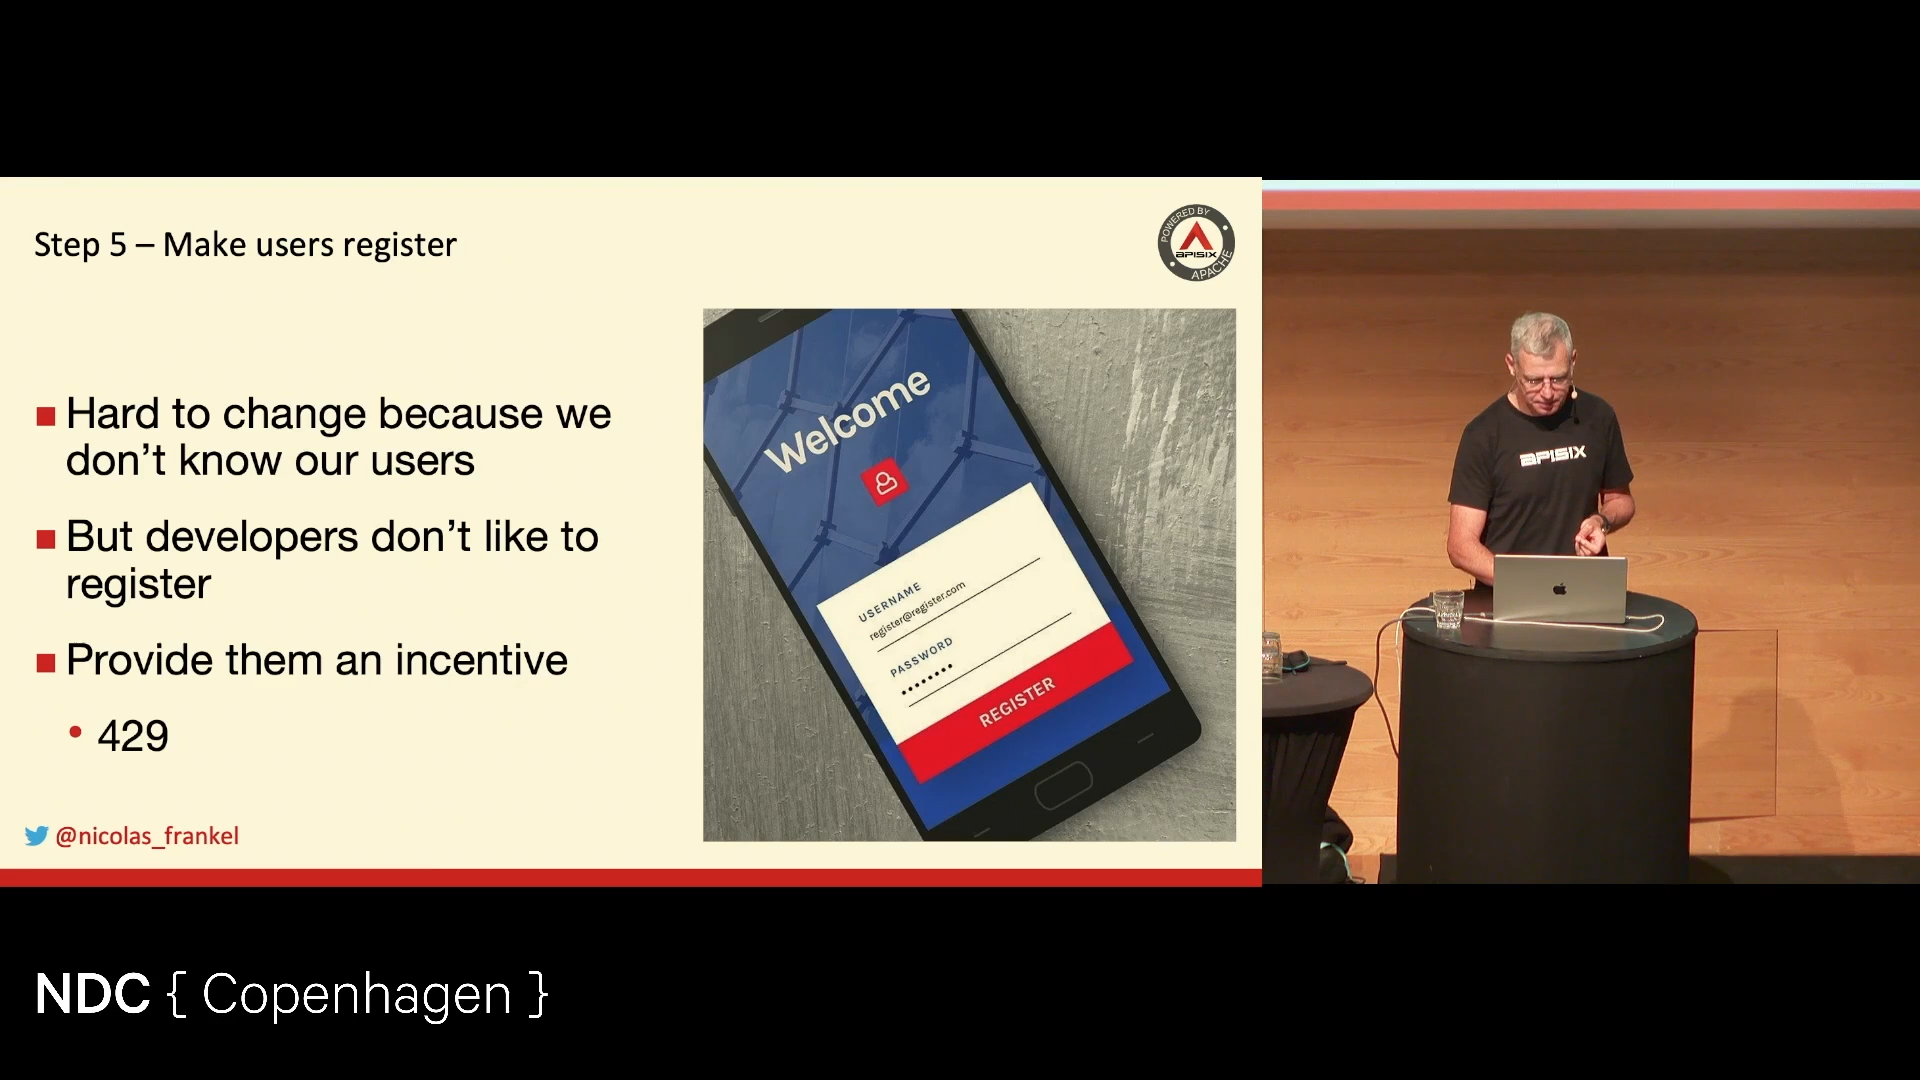 Step 5 – Make users register
POWERED BY
APISIX
APACHE
Hard to change because we
don't know our users
But developers don't like to
register
Provide them an incentive
429
@nicolas_frankel
Welcome
USERNAME
register@register.com
PASSWORD
REGISTER
APISIX
NDC { Copenhagen }